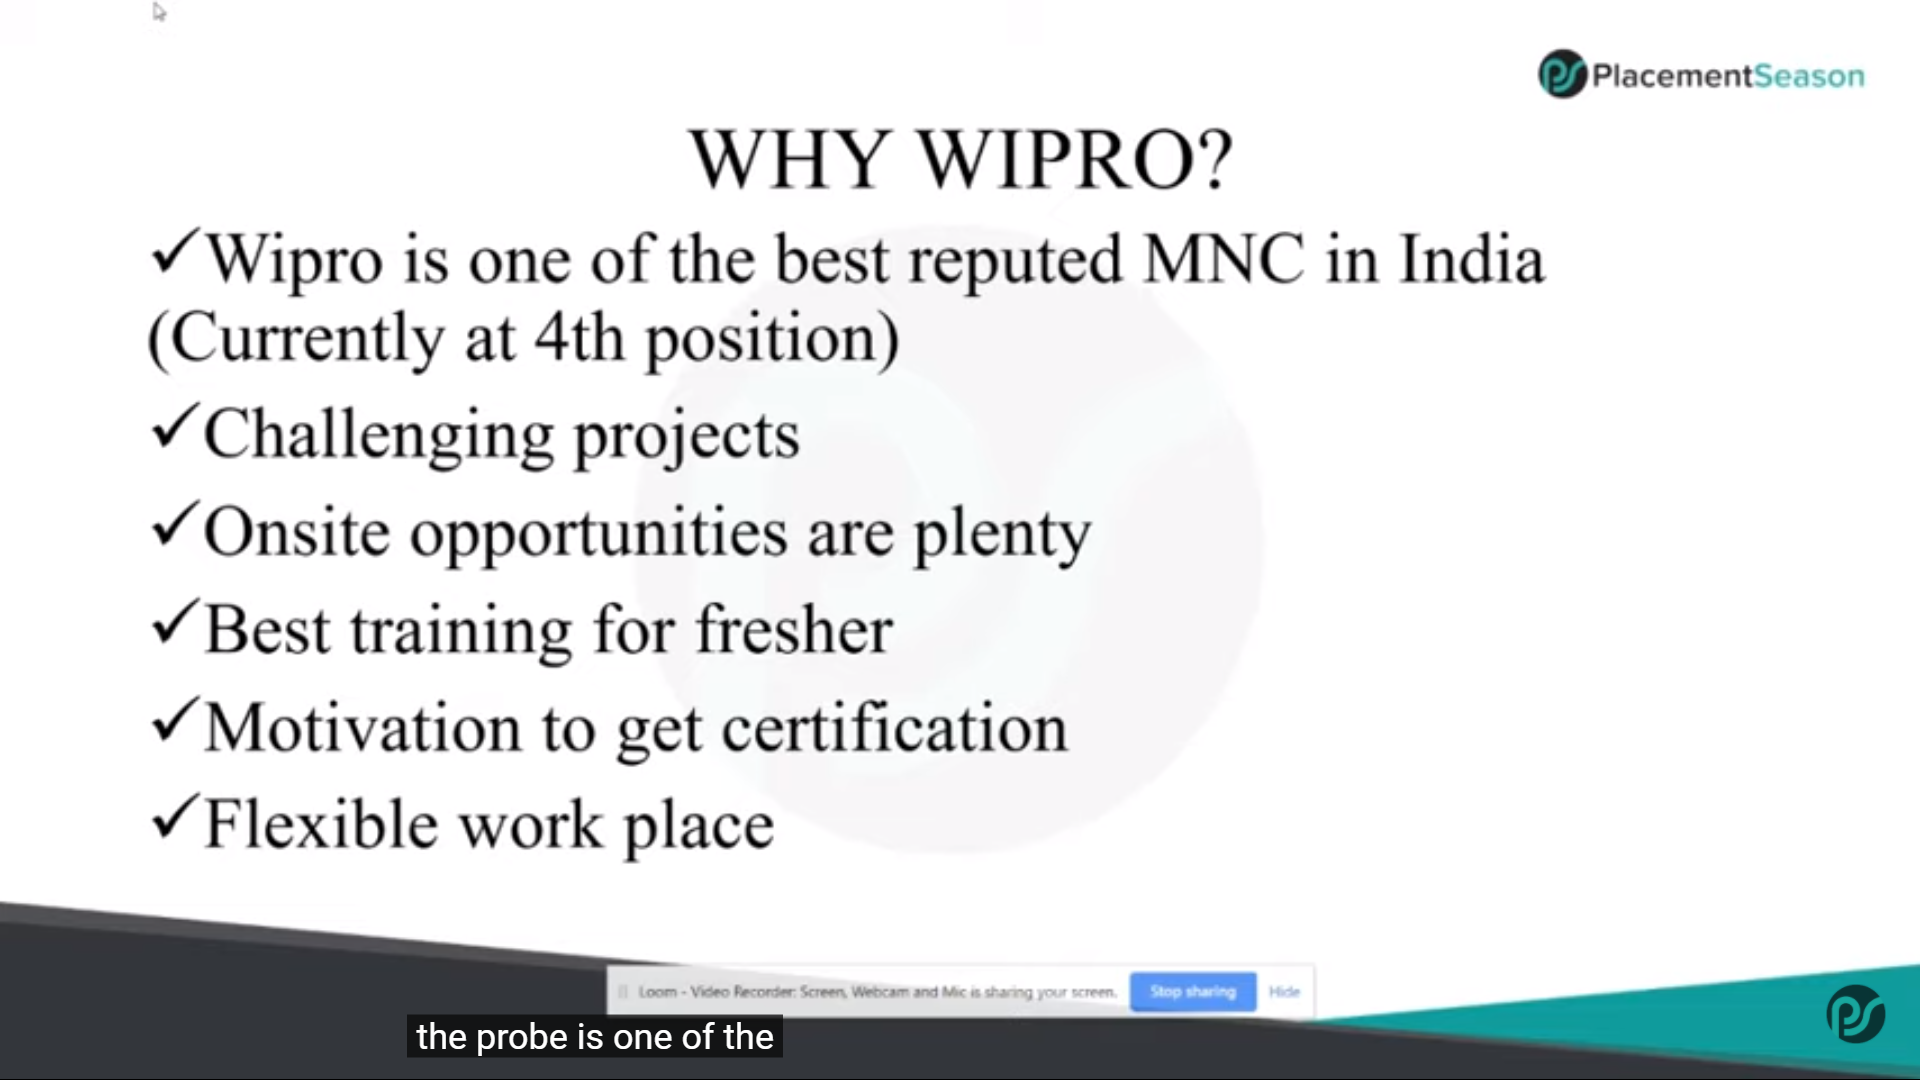 PlacementSeason
WHY WIPRO?
✓Wipro is one of the best reputed MNC in India
(Currently at 4th position)
✓Challenging projects
✓Onsite opportunities are plenty
✓Best training for fresher
✓Motivation to get certification
✓Flexible work place
Loom - Video Recorder: Screen, Webcam and Mic is sharing your screen. Stop sharing Hide
the probe is one of the